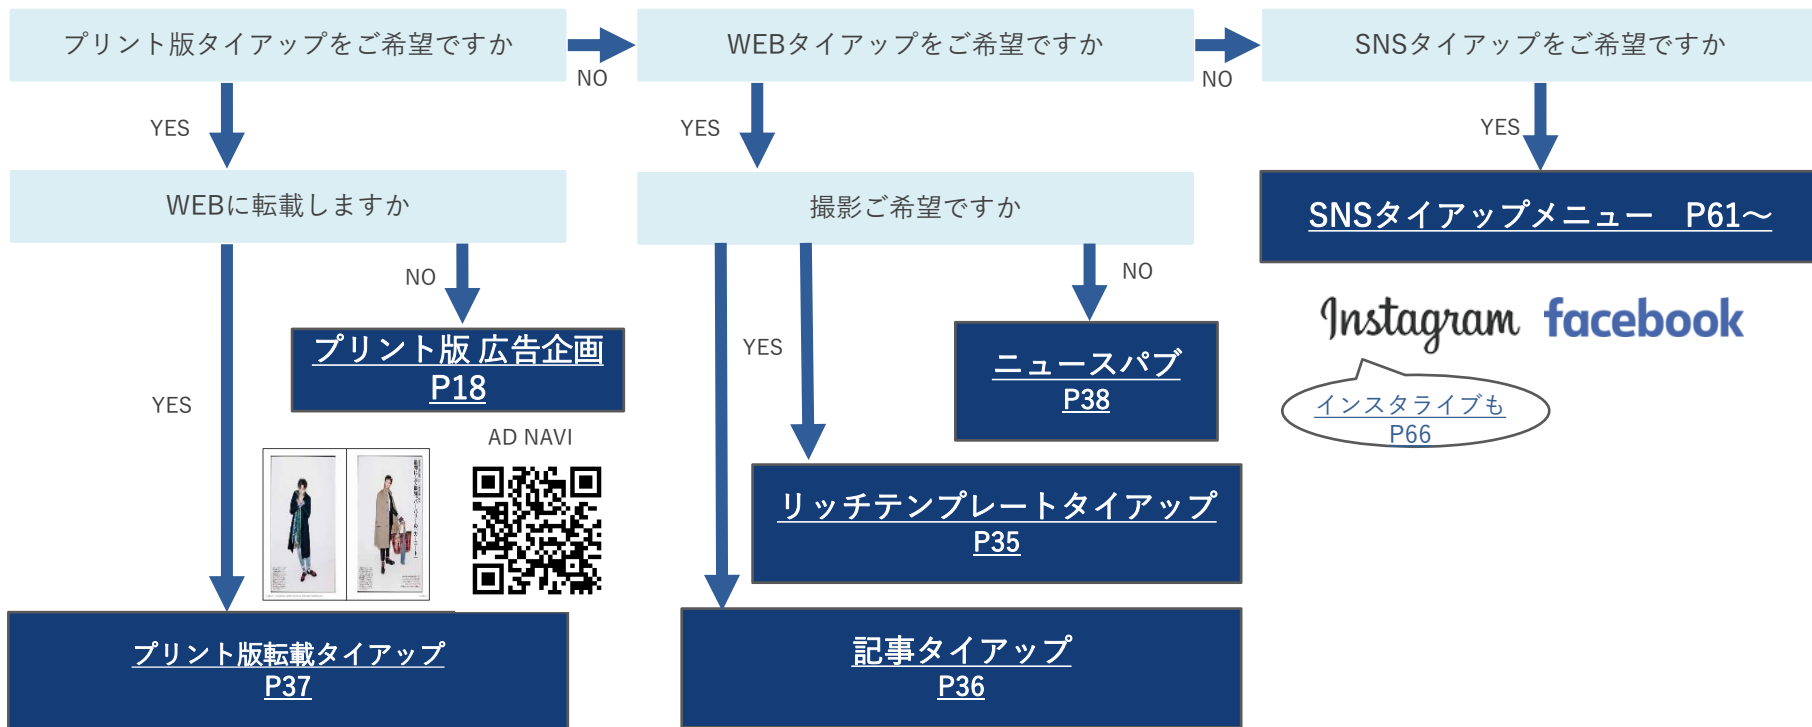 プリント版タイアップをご希望ですか
NO
WEBタイアップをご希望ですか
NO
SNSタイアップをご希望ですか
YES
YES
YES
WEBに転載しますか
撮影ご希望ですか
SNSタイアップメニュー　P61～
NO
NO
プリント版 広告企画
P18
YES
ニュースパブ
P38
Instagram
facebook
インスタライブも
P66
YES
AD NAVI
リッチテンプレートタイアップ
P35
プリント版転載タイアップ
P37
記事タイアップ
P36